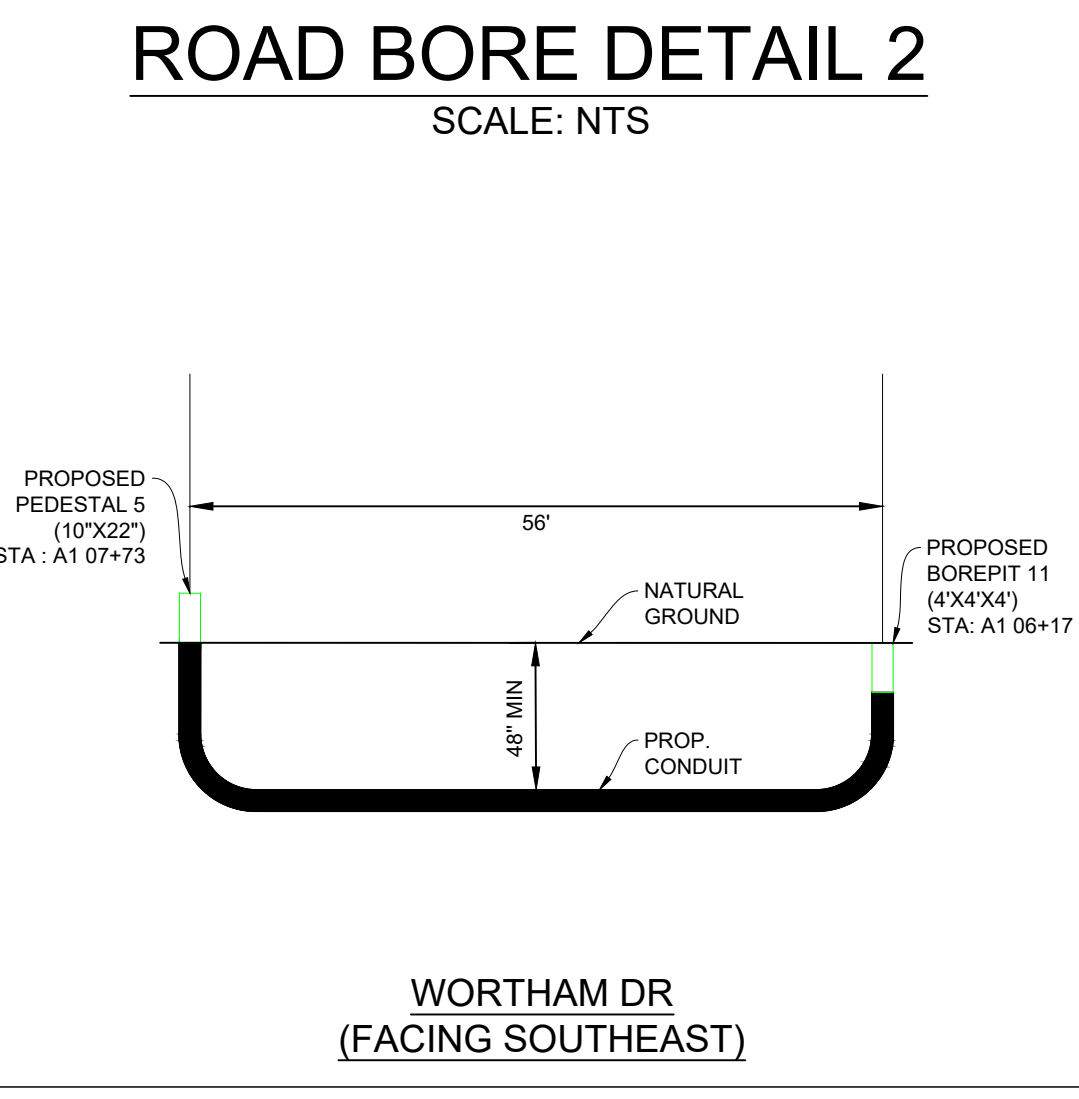 ROAD BORE DETAIL 2
SCALE: NTS
PROPOSED
PEDESTAL 5
(10"X22")
STA : A1 07+73
56'
PROPOSED
BOREPIT 11
(4'X4'X4')
STA: A1 06+17
NATURAL
GROUND
48" MIN
PROP.
CONDUIT
WORTHAM DR
(FACING SOUTHEAST)